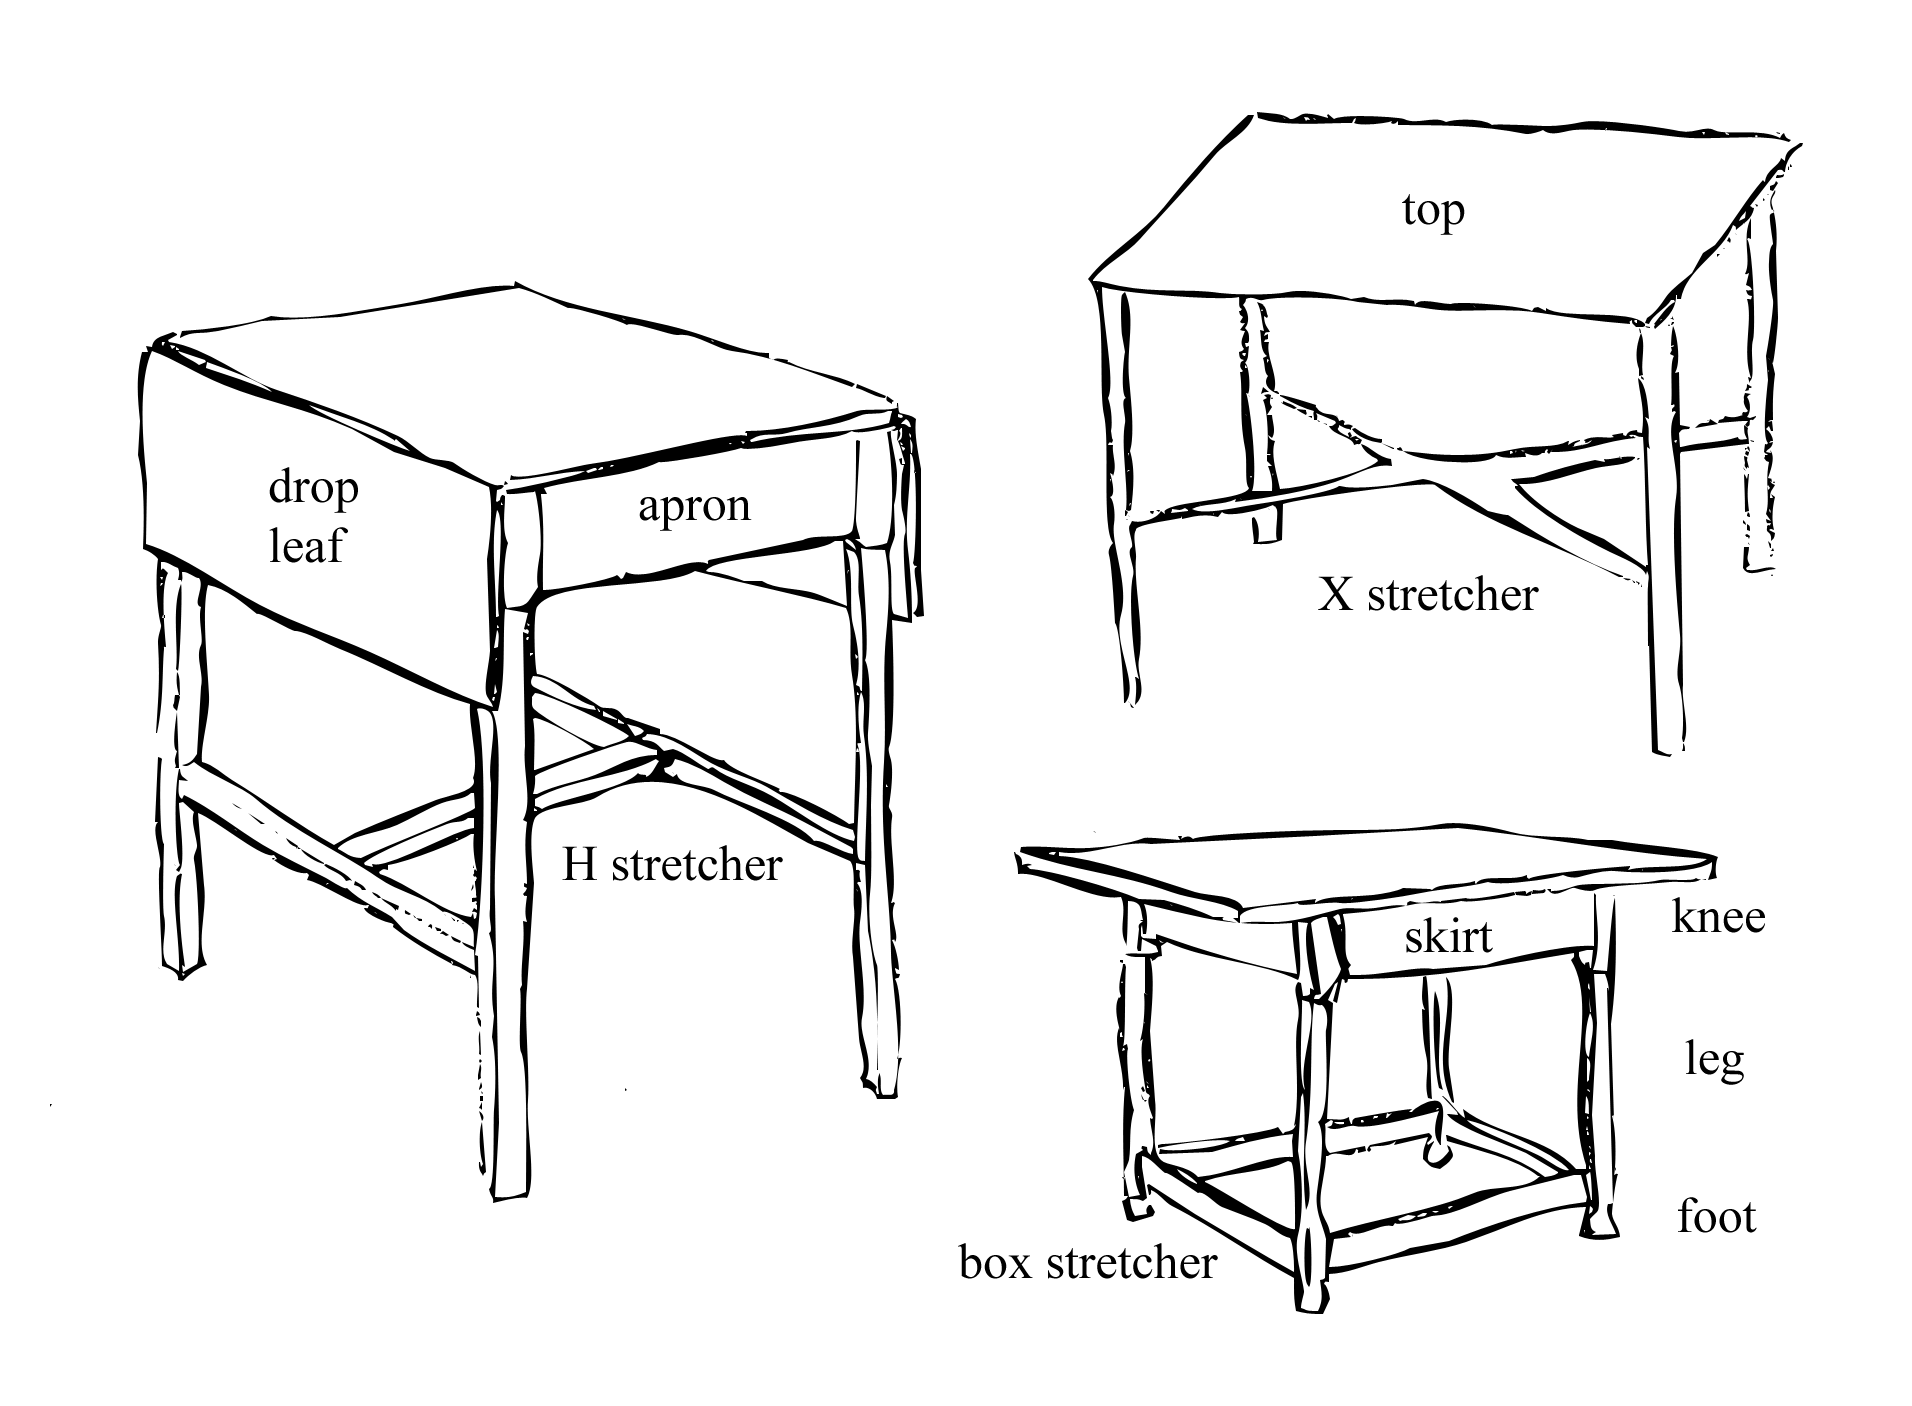 top
drop
leaf
apron
X stretcher
H stretcher
knee
skirt
leg
foot
box stretcher